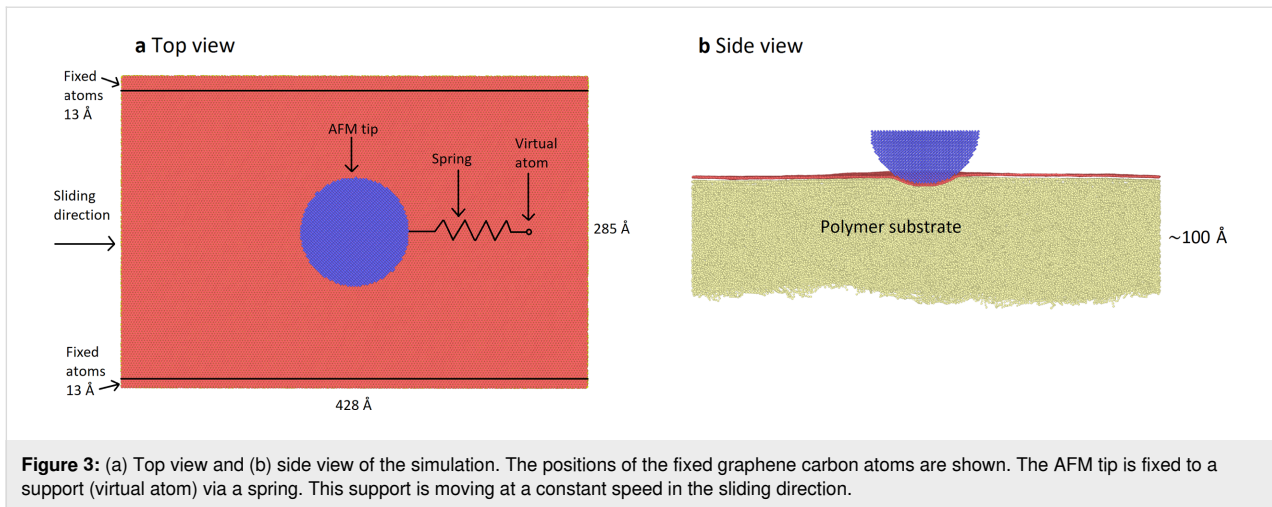 a Top view
Fixed
atoms
13 Å
AFM tip
Spring
Virtual
atom
Sliding
direction
285 Å
Fixed
atoms
13 Å
428 Å
b Side view
Polymer substrate
~100 Å
Figure 3: (a) Top view and (b) side view of the simulation. The positions of the fixed graphene carbon atoms are shown. The AFM tip is fixed to a
support (virtual atom) via a spring. This support is moving at a constant speed in the sliding direction.